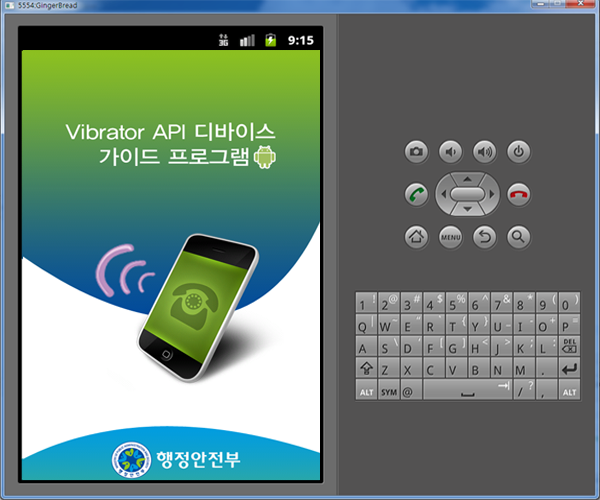 5554:GingerBread
3G 9:15
Vibrator API 디바이스
가이드 프로그램
행정안전부
MENU
1 ! 2 @ 3 # 4 $ 5 % 6 ^ 7 & 8 * 9 ( 0 )
Q | W ~ E " R ` T { Y } U _ I - O + P =
A S \ D ' F [ G ] H < J > K ; L : DEL
Z X C V B N M .
ALT SYM @ / ? , ALT